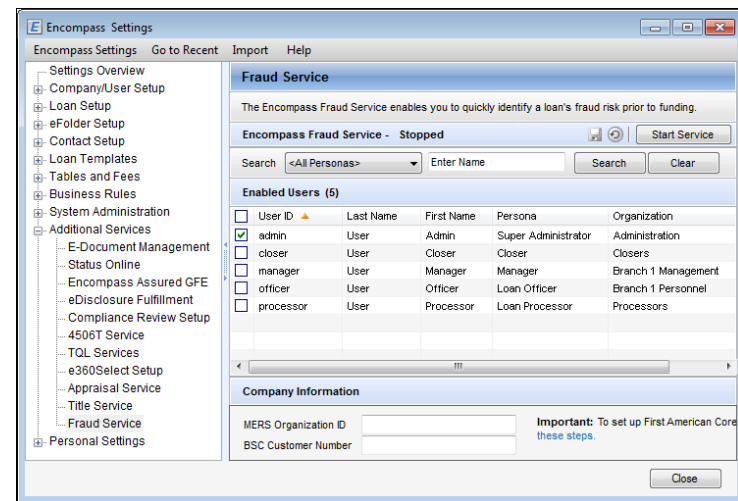 Encompass Settings
Encompass Settings Go to Recent Import Help
Settings Overview
Company/User Setup
Loan Setup
eFolder Setup
Contact Setup
Loan Templates
Tables and Fees
Business Rules
System Administration
Additional Services
E-Document Management
Status Online
Encompass Assured GFE
eDisclosure Fulfillment
Compliance Review Setup
4506T Service
TQL Services
e360Select Setup
Appraisal Service
Title Service
Fraud Service
Personal Settings
Fraud Service
The Encompass Fraud Service enables you to quickly identify a loan's fraud risk prior to funding.
Encompass Fraud Service - Stopped Start Service
Search <All Personas> Enter Name Search Clear
Enabled Users (5)
User ID Last Name First Name Persona Organization
admin User Admin Super Administrator Administration
closer User Closer Closer Closers
manager User Manager Manager Branch 1 Management
officer User Officer Loan Officer Branch 1 Personnel
processor User Processor Loan Processor Processors
Company Information
MERS Organization ID
BSC Customer Number
Important: To set up First American Core
these steps.
Close